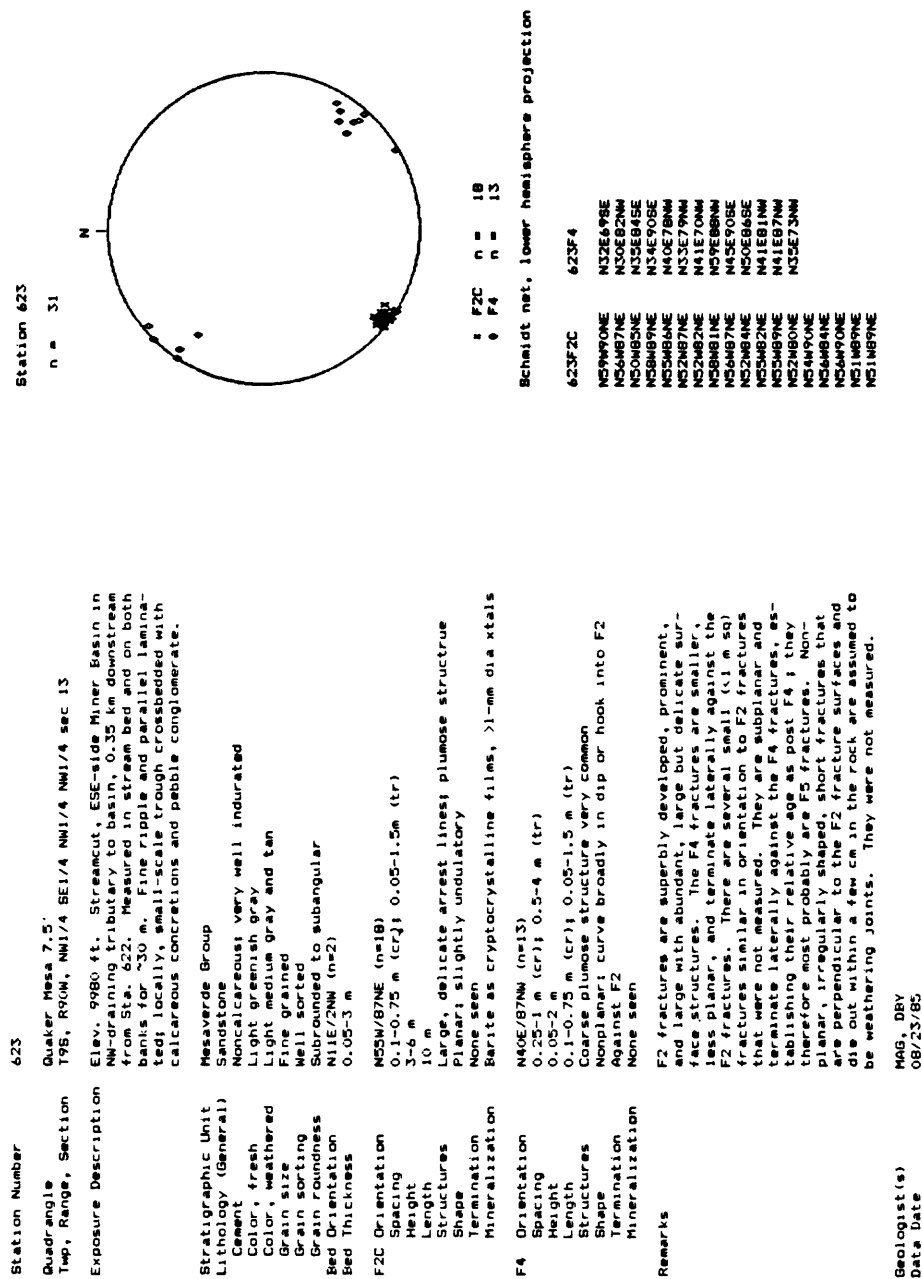 Station Number 623
Quadrangle Quaker Mesa 7.5'
Twp, Range, Section T9S, R90W, NW1/4 SE1/4 NW1/4 NW1/4 sec 13
Exposure Description Elev. 9980 ft. Streamcut, ESE-side Miner Basin in
NW-draining tributary to basin, 0.35 km downstream
from Sta. 622. Measured in stream bed and on both
banks for ~30 m. Fine ripple and parallel lamina-
ted; locally, small-scale trough crossbedded with
calcareous concretions and pebble conglomerate.
Stratigraphic Unit Mesaverde Group
Lithology (General) Sandstone
Cement Noncalcareous; very well indurated
Color, fresh Light greenish gray
Color, weathered Light medium gray and tan
Grain size Fine grained
Grain sorting Well sorted
Grain roundness Subrounded to subangular
Bed Orientation N11E/2NW (n=2)
Bed Thickness 0.05-3 m
F2C Orientation N55W/87NE (n=18)
Spacing 0.1-0.75 m (cr); 0.05-1.5m (tr)
Height 3-6 m
Length 10 m
Structures Large, delicate arrest lines; plumose structrue
Shape Planar; slightly undulatory
Termination None seen
Mineralization Barite as cryptocrystalline films, >1-mm dia xtals
F4 Orientation N40E/87NW (n=13)
Spacing 0.25-1 m (cr); 0.5-4 m (tr)
Height 0.05-2 m
Length 0.1-0.75 m (cr); 0.05-1.5 m (tr)
Structures Coarse plumose structure very common
Shape Nonplanar; curve broadly in dip or hook into F2
Termination Against F2
Mineralization None seen
Remarks F2 fractures are superbly developed, prominent,
and large with abundant, large but delicate sur-
face structures. The F4 fractures are smaller,
less planar, and terminate laterally against the
F2 fractures. There are several small (<1 m sq)
fractures similar in orientation to F2 fractures
that were not measured. They are subplanar and
terminate laterally against the F4 fractures, es-
tablishing their relative age as post F4 ; they
therefore most probably are F5 fractures. Non-
planar, irregularly shaped, short fractures that
are perpendicular to the F2 fracture surfaces and
die out within a few cm in the rock are assumed to
be weathering joints. They were not measured.
Geologist(s) MAG, DBY
Data Date 08/23/85
Station 623
n = 31
N
x F2C n = 18
◆ F4 n = 13
Schmidt net, lower hemisphere projection
623F2C 623F4
N59W90NE N32E69SE
N56W87NE N30E82NW
N50W85NE N35E84SE
N58W89NE N34E90SE
N55W86NE N40E78NW
N52W87NE N33E79NW
N52W82NE N41E70NW
N58W81NE N59E88NW
N56W87NE N45E90SE
N52W84NE N50E86SE
N55W82NE N41E81NW
N55W89NE N41E87NW
N52W80NE N35E73NW
N54W90NE
N56W84NE
N56W90NE
N51W89NE
N51W89NE